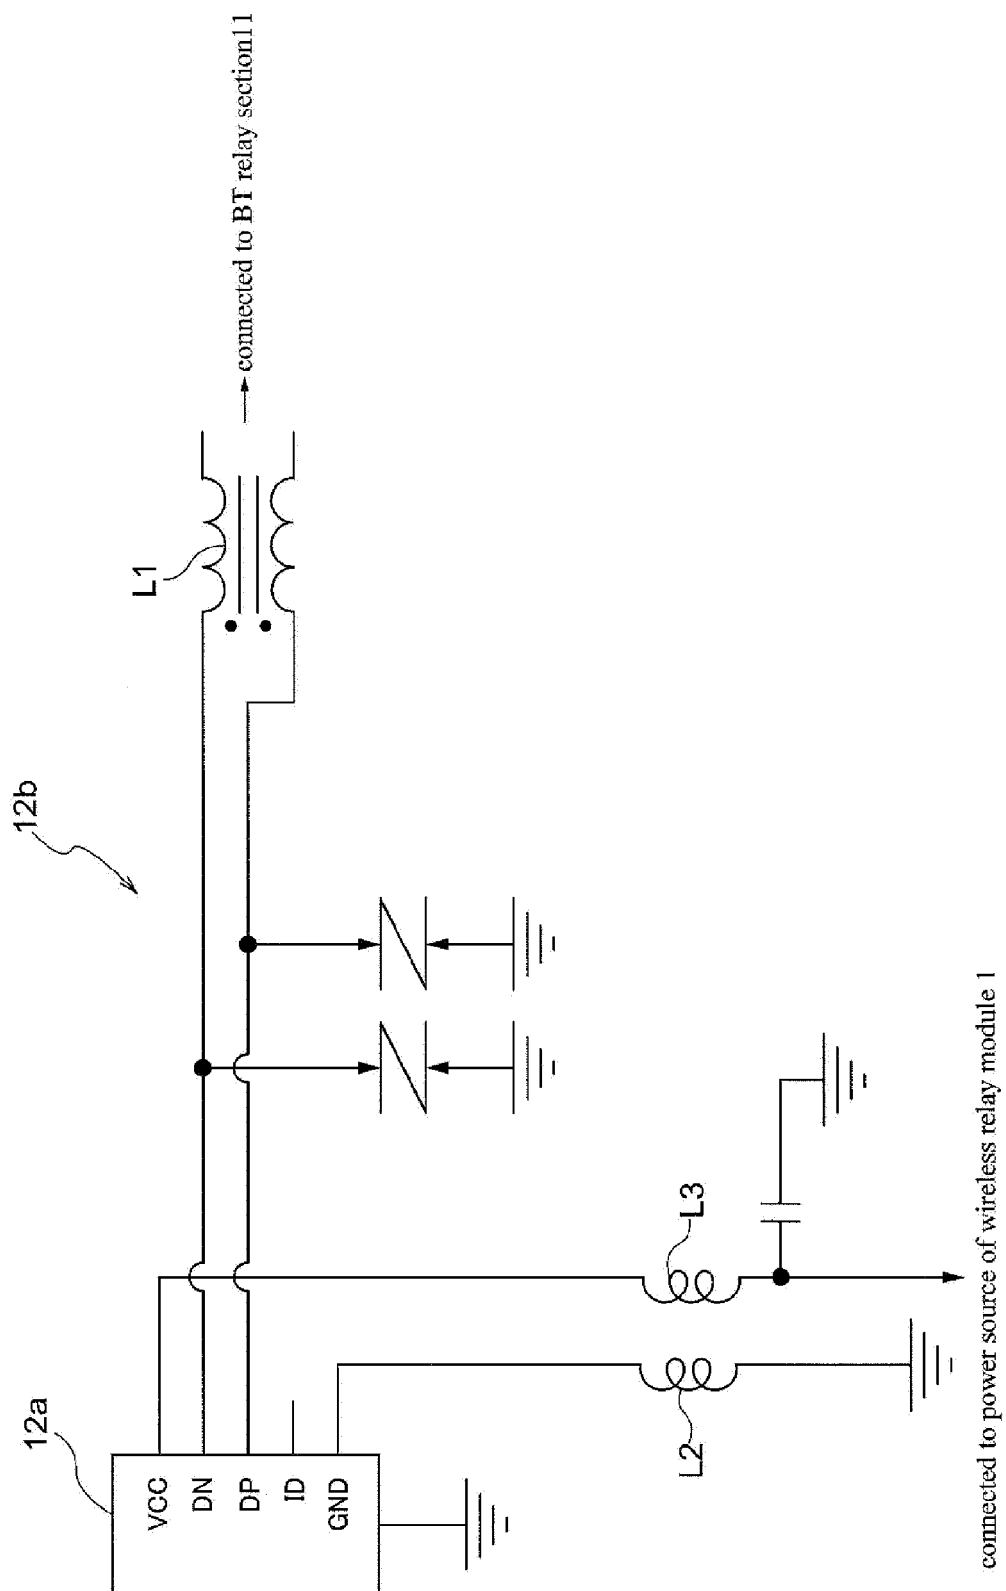 12a
VCC
DN
DP
ID
GND
12b
L1
L2
L3
connected to BT relay section11
connected to power source of wireless relay module 1